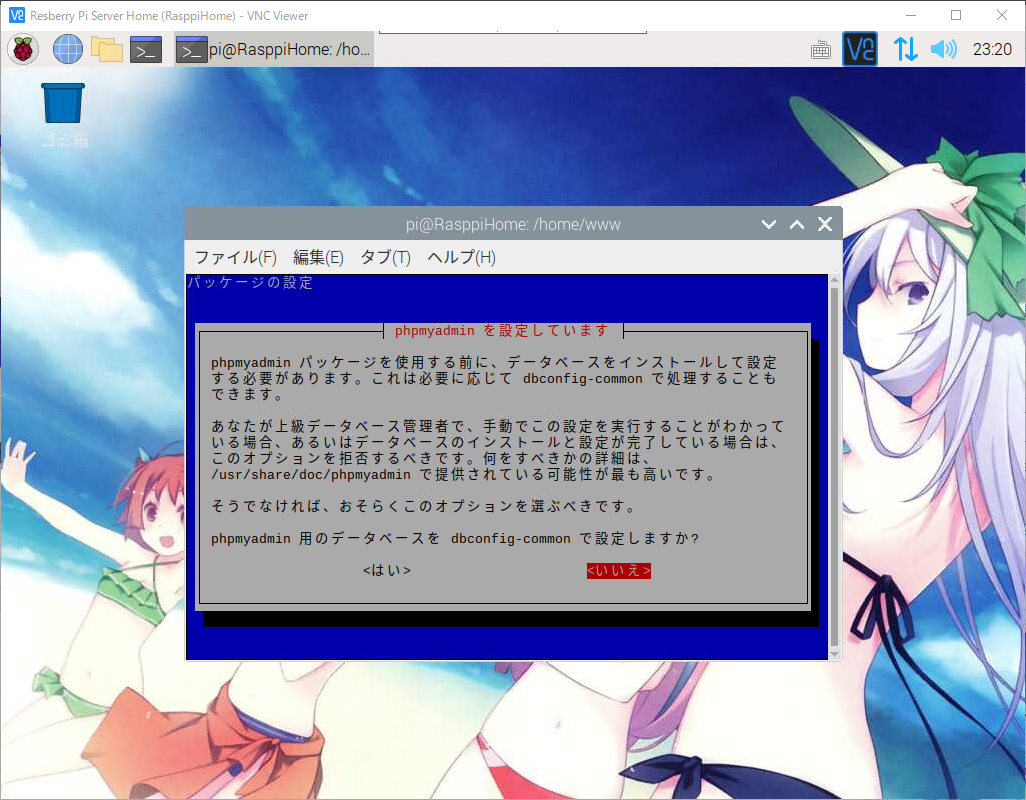 Resberry Pi Server Home (RasppiHome) - VNC Viewer
pi@RasppiHome: /ho...
23:20
ゴミ箱
pi@RasppiHome: /home/www
ファイル(F) 編集(E) タブ(T) ヘルプ(H)
パッケージの設定
phpmyadmin を設定しています
phpmyadmin パッケージを使用する前に、データベースをインストールして設定
する必要があります。これは必要に応じて dbconfig-common で処理することも
できます。
あなたが上級データベース管理者で、手動でこの設定を実行することがわかって
いる場合、あるいはデータベースのインストールと設定が完了している場合は、
このオプションを拒否するべきです。何をすべきかの詳細は、
/usr/share/doc/phpmyadmin で提供されている可能性が最も高いです。
そうでなければ、おそらくこのオプションを選ぶべきです。
phpmyadmin 用のデータベースを dbconfig-common で設定しますか?
<はい> <いいえ>